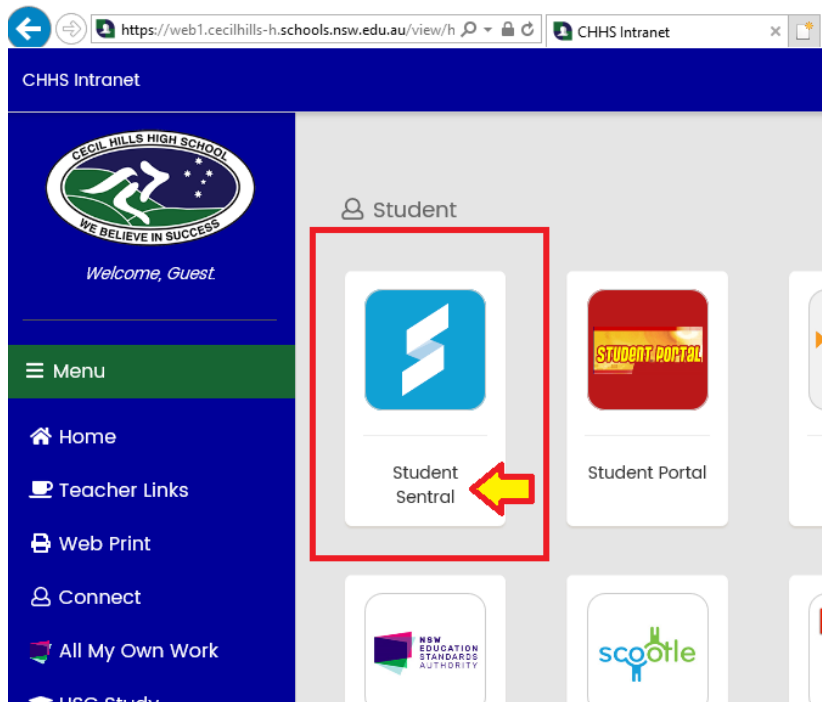 https://web1.cecilhills-h.schools.nsw.edu.au/view/h
CHHS Intranet
CHHS Intranet
CECIL HILLS HIGH SCHOOL
WE BELIEVE IN SUCCESS
Welcome, Guest.
Menu
Home
Teacher Links
Web Print
Connect
All My Own Work
HSC Study
Student
STUDENT PORTAL
Student
Sentral
Student Portal
NSW
EDUCATION
STANDARDS
AUTHORITY
scootle